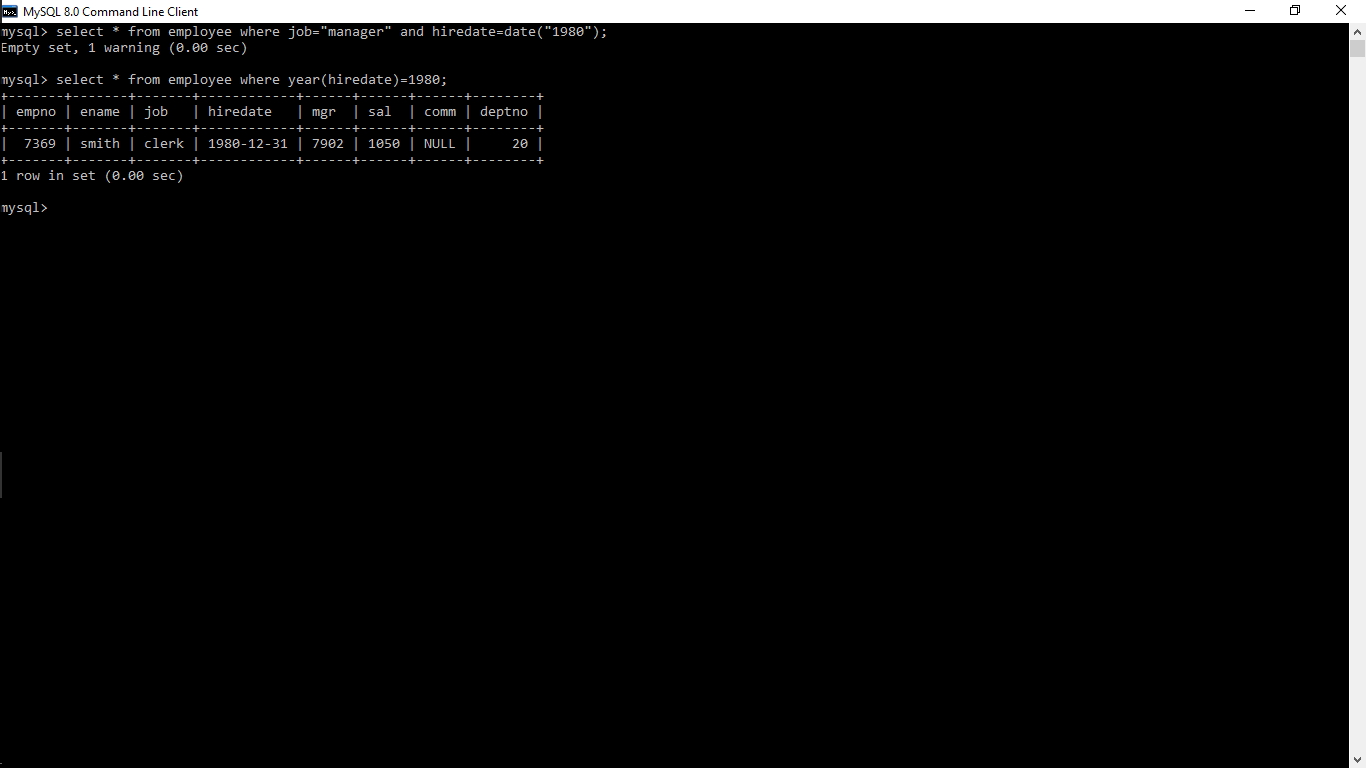 MySQL 8.0 Command Line Client
mysql> select * from employee where job="manager" and hiredate=date("1980");
Empty set, 1 warning (0.00 sec)
mysql> select * from employee where year(hiredate)=1980;
+-------+-------+-------+------------+------+------+------+--------+
| empno | ename | job   | hiredate   | mgr  | sal  | comm | deptno |
+-------+-------+-------+------------+------+------+------+--------+
|  7369 | smith | clerk | 1980-12-31 | 7902 | 1050 | NULL |     20 |
+-------+-------+-------+------------+------+------+------+--------+
1 row in set (0.00 sec)
mysql>